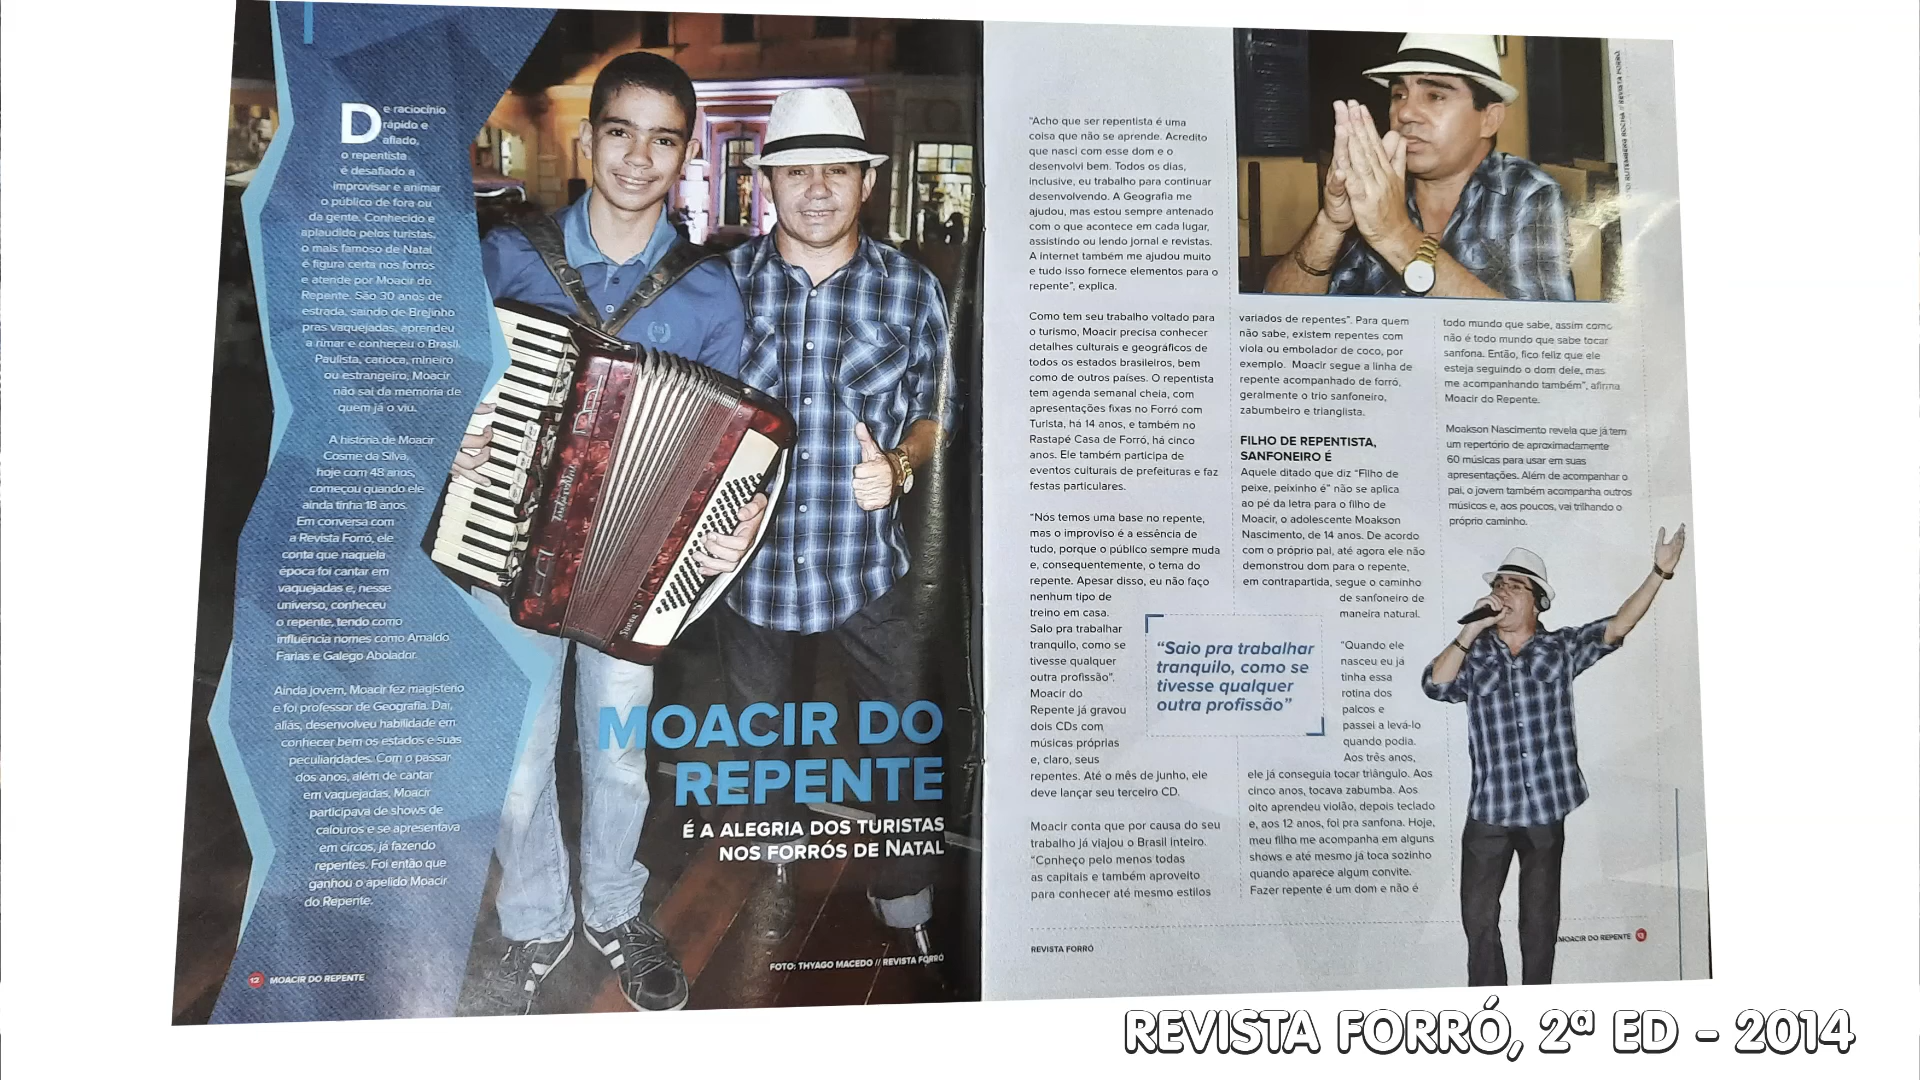 De raciocínio
rápido e
afiado,
o repentista
é desafiado a
improvisar e animar
o público de fora ou
da gente. Conhecido e
aplaudido pelos turistas,
o mais famoso de Natal
é figura certa nos forrós
e atende por Moacir do
Repente. São 30 anos de
estrada, saindo de Brejinho
pras vaquejadas, aprendeu
a rimar e conheceu o Brasil.
Paulista, carioca, mineiro
ou estrangeiro, Moacir
não sai da memória de
quem já o viu.
A história de Moacir
Cosme da Silva,
hoje com 48 anos,
começou quando ele
ainda tinha 18 anos.
Em conversa com
a Revista Forró, ele
conta que naquela
época foi cantar em
vaquejadas e, nesse
universo, conheceu
o repente, tendo como
influência nomes como Arnaldo
Farias e Galego Aboiador.
Ainda jovem, Moacir fez magistério
e foi professor de Geografia. Daí,
aliás, desenvolveu habilidade em
conhecer bem os estados e suas
peculiaridades. Com o passar
dos anos, além de cantar
em vaquejadas, Moacir
participava de shows de
calouros e se apresentava
em circos, já fazendo
repentes. Foi então que
ganhou o apelido Moacir
do Repente.
12 MOACIR DO REPENTE
MOACIR DO
REPENTE
É A ALEGRIA DOS TURISTAS
NOS FORRÓS DE NATAL
FOTO: THYAGO MACEDO // REVISTA FORRÓ
"Acho que ser repentista é uma
coisa que não se aprende. Acredito
que nasci com esse dom e o
desenvolvi bem. Todos os dias,
inclusive, eu trabalho para continuar
desenvolvendo. A Geografia me
ajudou, mas estou sempre antenado
com o que acontece em cada lugar,
assistindo ou lendo jornal e revistas.
A internet também me ajudou muito
e tudo isso fornece elementos para o
repente", explica.
Como tem seu trabalho voltado para
o turismo, Moacir precisa conhecer
detalhes culturais e geográficos de
todos os estados brasileiros, bem
como de outros países. O repentista
tem agenda semanal cheia, com
apresentações fixas no Forró com
Turista, há 14 anos, e também no
Rastapé Casa de Forró, há cinco
anos. Ele também participa de
eventos culturais de prefeituras e faz
festas particulares.
"Nós temos uma base no repente,
mas o improviso é a essência de
tudo, porque o público sempre muda
e, consequentemente, o tema do
repente. Apesar disso, eu não faço
nenhum tipo de
treino em casa.
Saio pra trabalhar
tranquilo, como se
tivesse qualquer
outra profissão".
Moacir do
Repente já gravou
dois CDs com
músicas próprias
e, claro, seus
repentes. Até o mês de junho, ele
deve lançar seu terceiro CD.
Moacir conta que por causa do seu
trabalho já viajou o Brasil inteiro.
"Conheço pelo menos todas
as capitais e também aproveito
para conhecer até mesmo estilos
REVISTA FORRÓ
"Saio pra trabalhar
tranquilo, como se
tivesse qualquer
outra profissão"
variados de repentes". Para quem
não sabe, existem repentes com
viola ou embolador de coco, por
exemplo. Moacir segue a linha de
repente acompanhado de forró,
geralmente o trio sanfoneiro,
zabumbeiro e trianglista.
FILHO DE REPENTISTA,
SANFONEIRO É
Aquele ditado que diz "Filho de
peixe, peixinho é" não se aplica
ao pé da letra para o filho de
Moacir, o adolescente Moakson
Nascimento, de 14 anos. De acordo
com o próprio pai, até agora ele não
demonstrou dom para o repente,
em contrapartida, segue o caminho
de sanfoneiro de
maneira natural.
"Quando ele
nasceu eu já
tinha essa
rotina dos
palcos e
passei a levá-lo
quando podia.
Aos três anos,
ele já conseguia tocar triângulo. Aos
cinco anos, tocava zabumba. Aos
oito aprendeu violão, depois teclado
e, aos 12 anos, foi pra sanfona. Hoje,
meu filho me acompanha em alguns
shows e até mesmo já toca sozinho
quando aparece algum convite.
Fazer repente é um dom e não é
todo mundo que sabe, assim como
não é todo mundo que sabe tocar
sanfona. Então, fico feliz que ele
esteja seguindo o dom dele, mas
me acompanhando também", afirma
Moacir do Repente.
Moakson Nascimento revela que já tem
um repertório de aproximadamente
60 músicas para usar em suas
apresentações. Além de acompanhar o
pai, o jovem também acompanha outros
músicos e, aos poucos, vai trilhando o
próprio caminho.
RUTEMBERG ROCHA // REVISTA FORRÓ
MOACIR DO REPENTE 13
REVISTA FORRÓ, 2ª ED - 2014